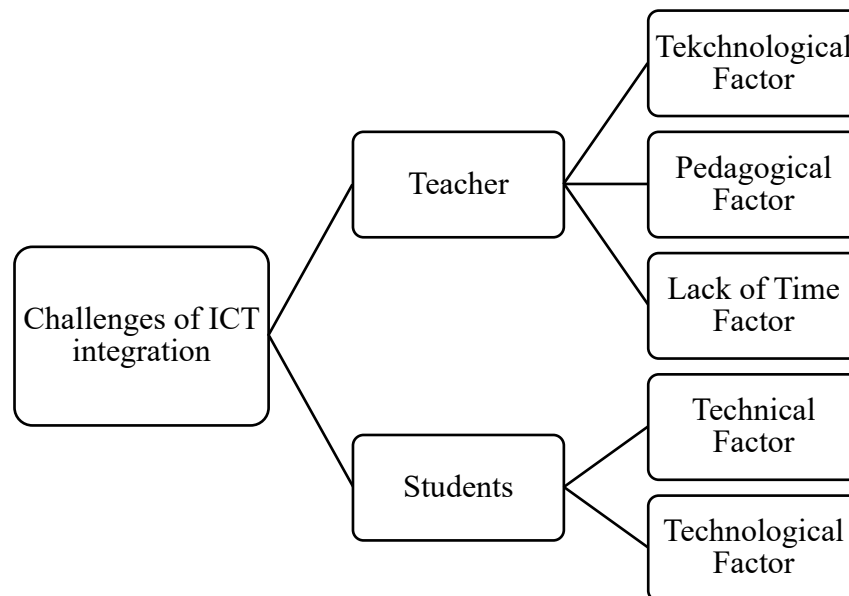 Challenges of ICT
integration
Teacher
Tekchnological
Factor
Pedagogical
Factor
Lack of Time
Factor
Students
Technical
Factor
Technological
Factor